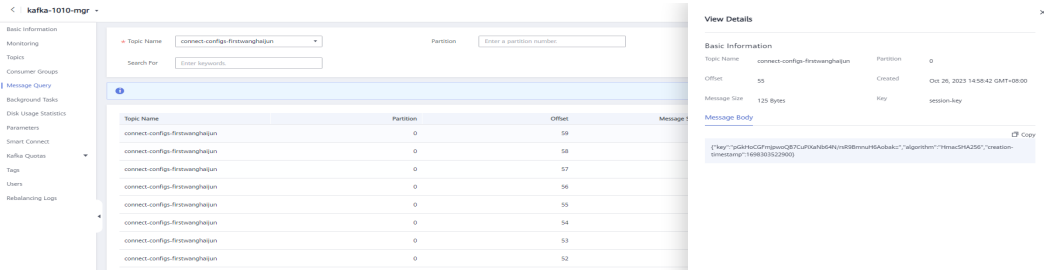 kafka-1010-mgr
Basic Information
Monitoring
Topics
Consumer Groups
Message Query
Background Tasks
Disk Usage Statistics
Parameters
Smart Connect
Kafka Quotas
Tags
Users
Rebalancing Logs
* Topic Name connect-configs-firstwanghaijun Partition Enter a partition number.
Search For Enter keywords.
Topic Name Partition Offset Message S
connect-configs-firstwanghaijun 0 59
connect-configs-firstwanghaijun 0 58
connect-configs-firstwanghaijun 0 57
connect-configs-firstwanghaijun 0 56
connect-configs-firstwanghaijun 0 55
connect-configs-firstwanghaijun 0 54
connect-configs-firstwanghaijun 0 53
connect-configs-firstwanghaijun 0 52
View Details
Basic Information
Topic Name connect-configs-firstwanghaijun Partition 0
Offset 55 Created Oct 26, 2023 14:58:42 GMT+08:00
Message Size 125 Bytes Key session-key
Message Body
Copy
"algorithm":"HmacSHA256","creation-
timestamp":1698303522900}